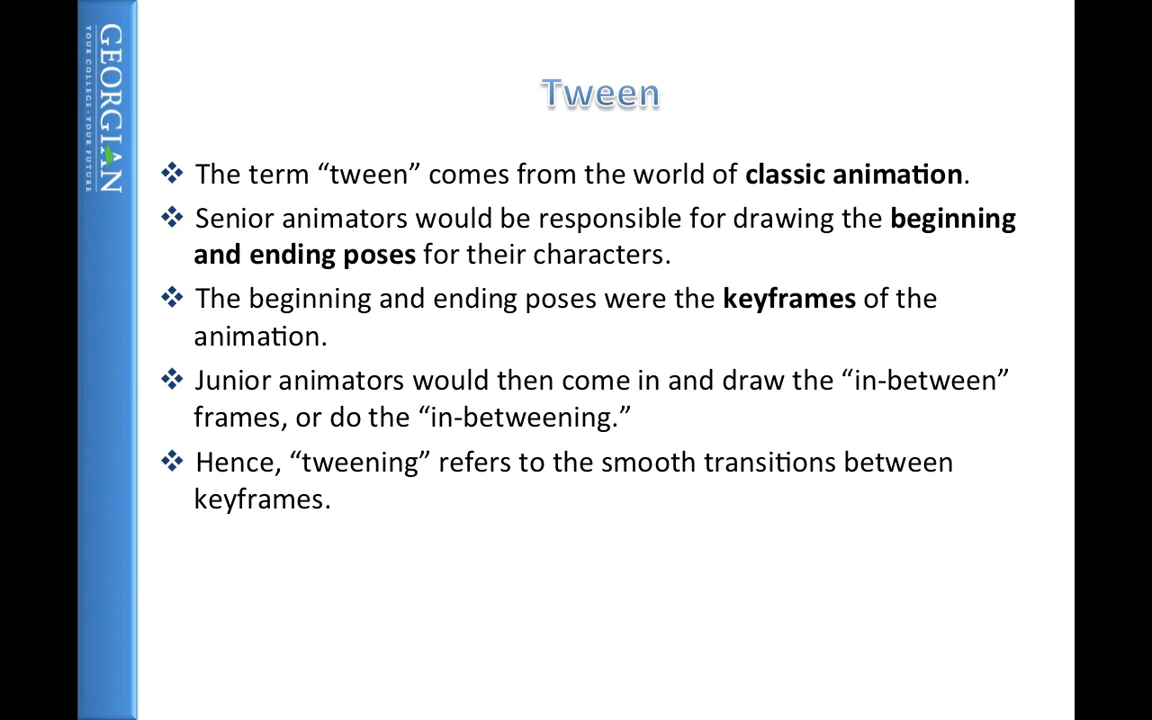 GEORGIAN
YOUR COLLEGE · YOUR FUTURE
Tween
The term “tween” comes from the world of classic animation.
Senior animators would be responsible for drawing the beginning
and ending poses for their characters.
The beginning and ending poses were the keyframes of the
animation.
Junior animators would then come in and draw the “in-between”
frames, or do the “in-betweening.”
Hence, “tweening” refers to the smooth transitions between
keyframes.